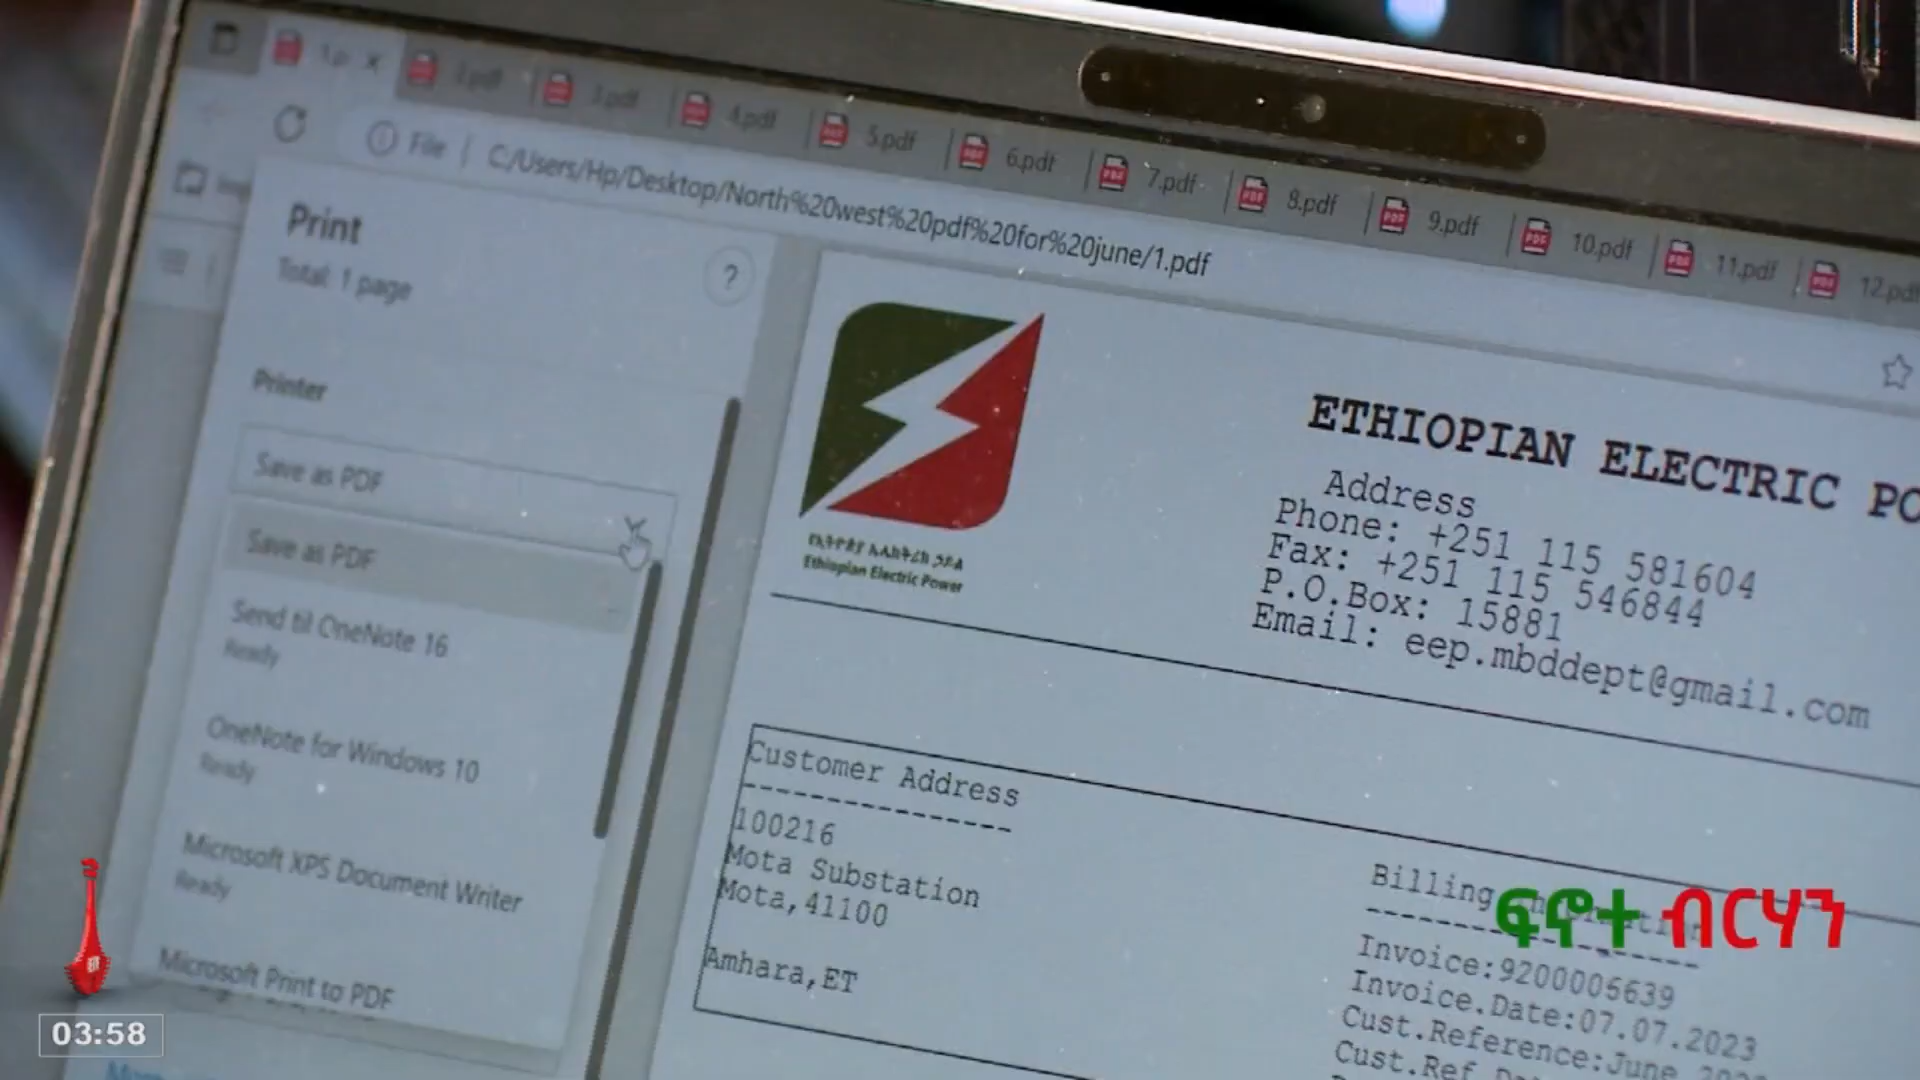 1.p
2.pdf
3.pdf
4.pdf
5.pdf
6.pdf
7.pdf
8.pdf
9.pdf
10.pdf
11.pdf
12.pdf
File | C:/Users/Hp/Desktop/North%20west%20pdf%20for%20june/1.pdf
Print
Total: 1 page
?
Printer
Save as PDF
Save as PDF
Send til OneNote 16
Ready
OneNote for Windows 10
Ready
Microsoft XPS Document Writer
Ready
Microsoft Print to PDF
የኢትዮጵያ ኤሌክትሪክ ኃይል
Ethiopian Electric Power
ETHIOPIAN ELECTRIC PO
Address
Phone: +251 115 581604
Fax: +251 115 546844
P.O.Box: 15881
Email: eep.mbddept@gmail.com
Customer Address
100216
Mota Substation
Mota,41100
Amhara,ET
Billing
Invoice:9200006639
Invoice.Date:07.07.2023
Cust.Reference:June
Cust.Ref
ፍኖተ ብርሃን
03:58